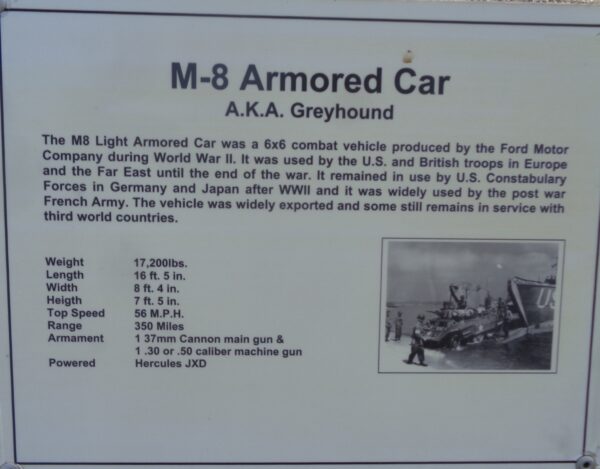 M-8 Armored Car
A.K.A. Greyhound
The M8 Light Armored Car was a 6x6 combat vehicle produced by the Ford Motor
Company during World War II. It was used by the U.S. and British troops in Europe
and the Far East until the end of the war. It remained in use by U.S. Constabulary
Forces in Germany and Japan after WWII and it was widely used by the post war
French Army. The vehicle was widely exported and some still remains in service with
third world countries.
Weight 17,200lbs.
Length 16 ft. 5 in.
Width 8 ft. 4 in.
Heigth 7 ft. 5 in.
Top Speed 56 M.P.H.
Range 350 Miles
Armament 1 37mm Cannon main gun &
1 .30 or .50 caliber machine gun
Powered Hercules JXD
US